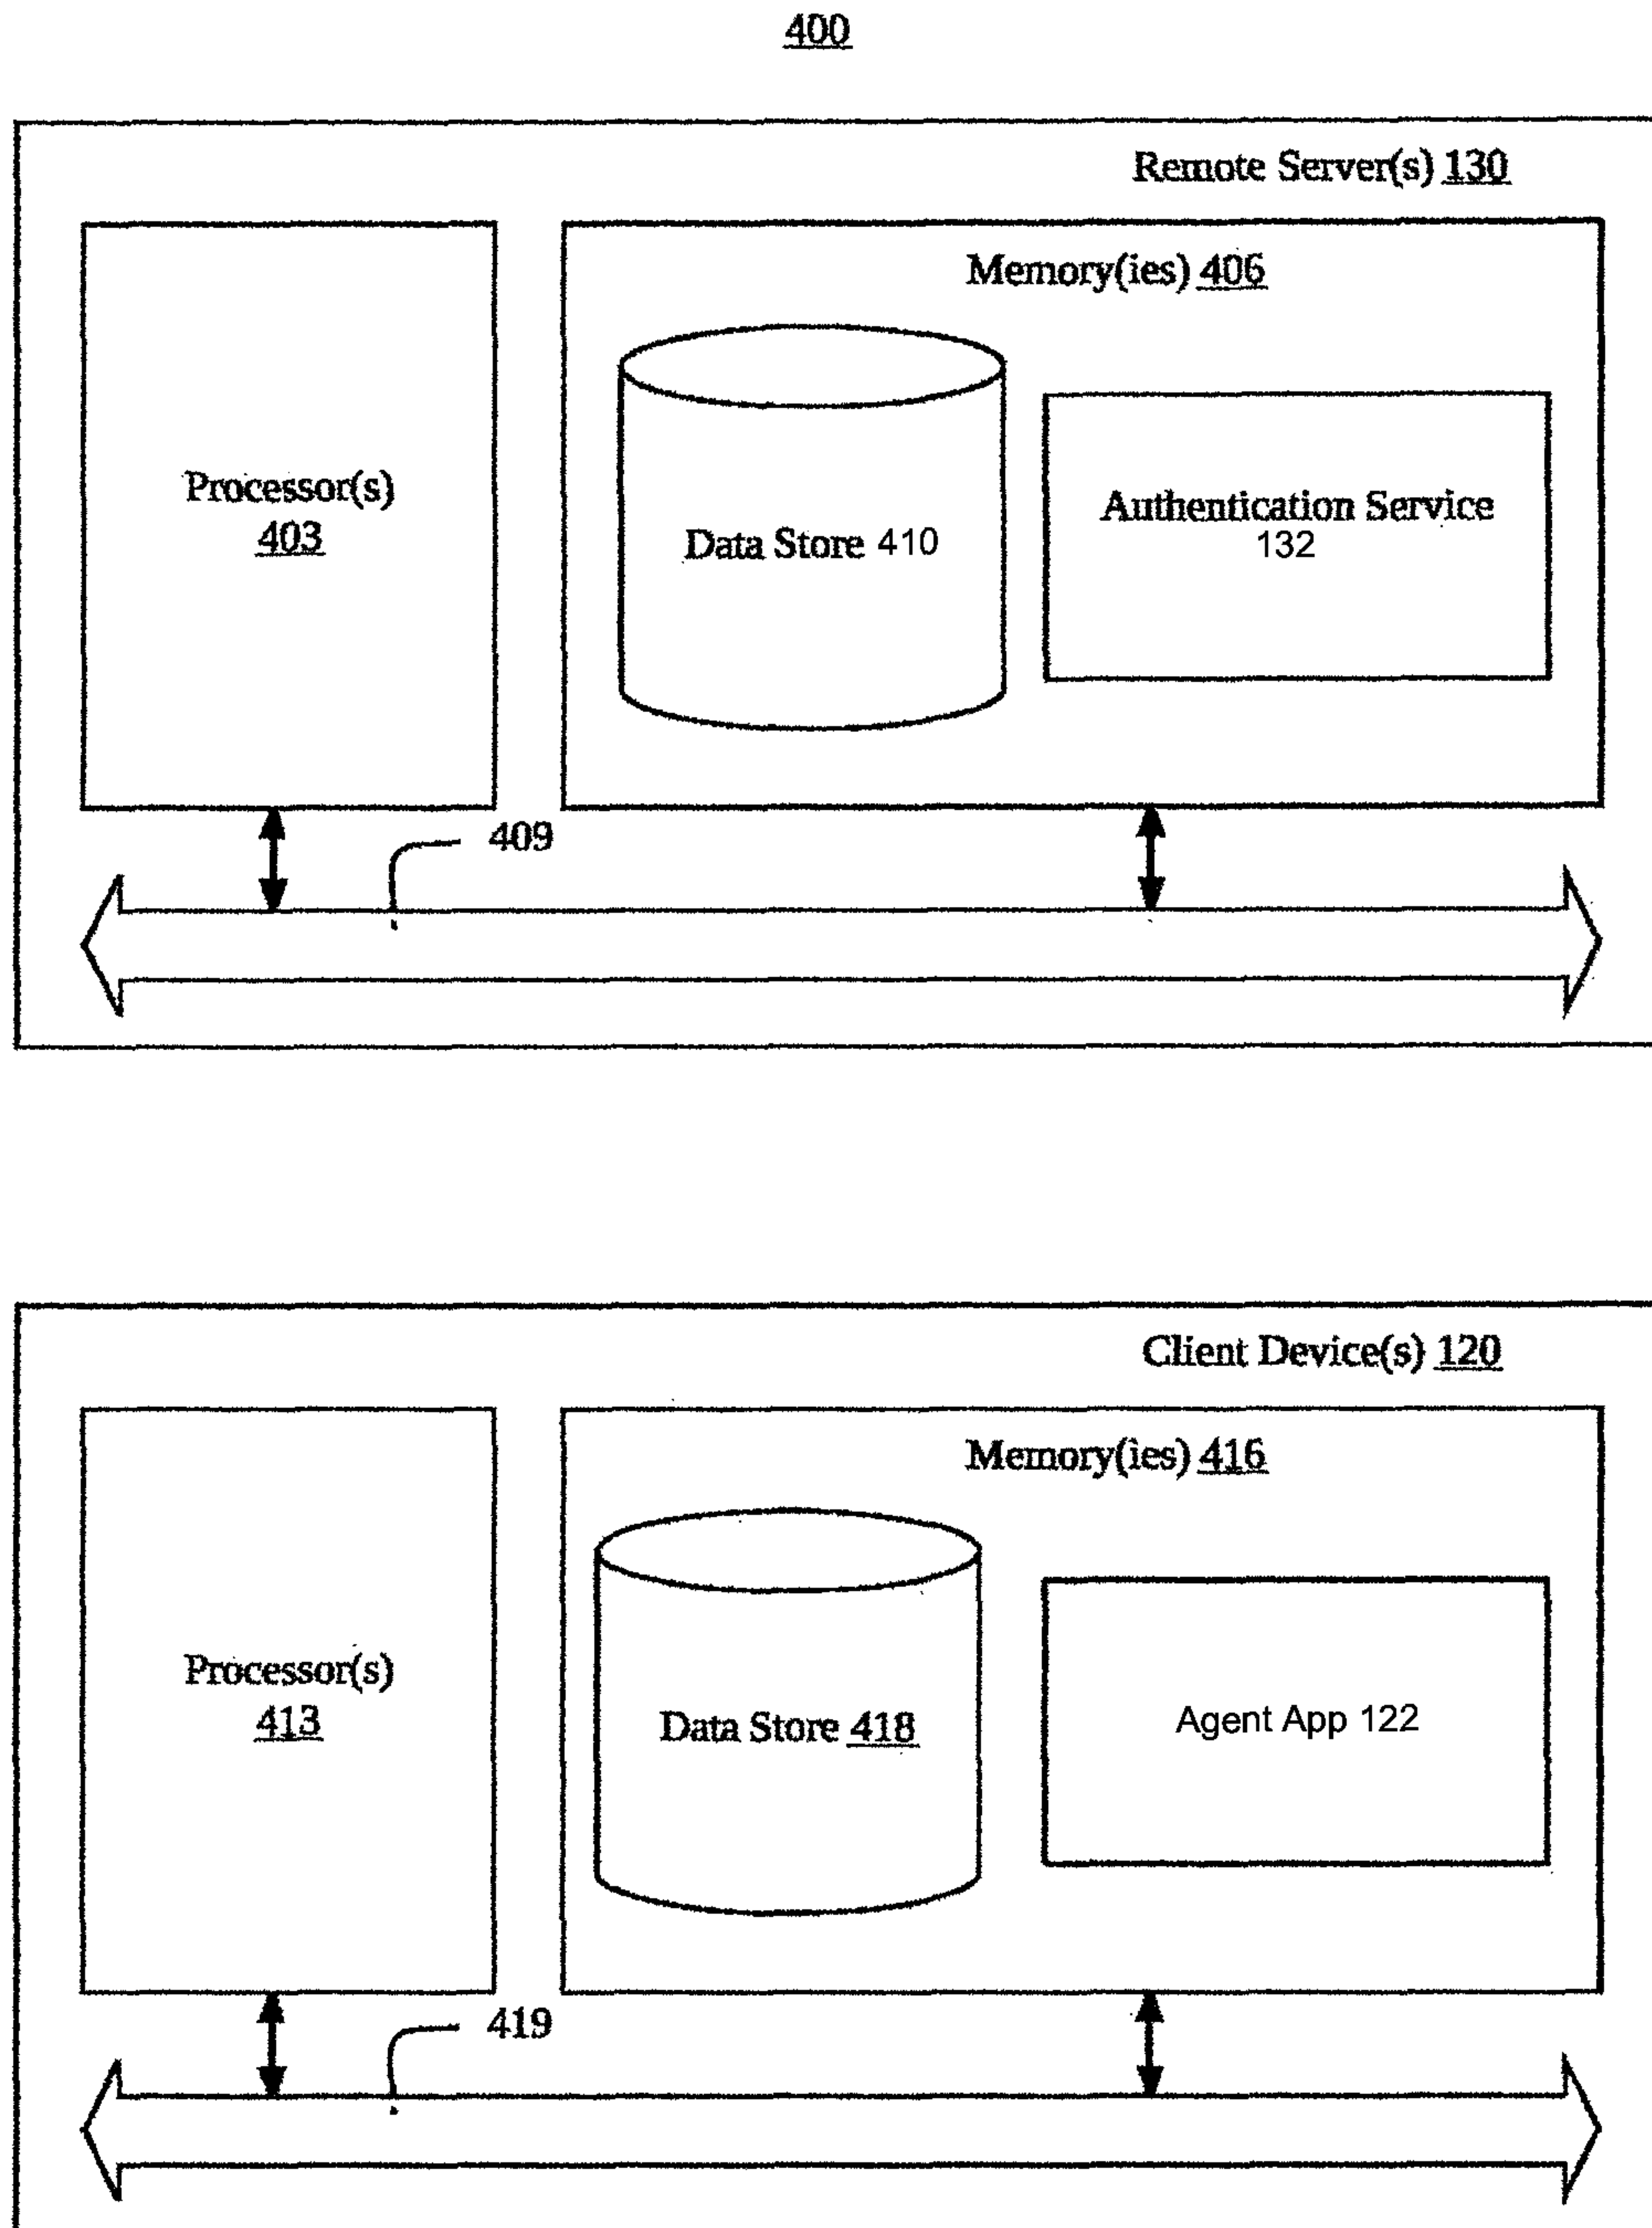 400
Remote Server(s) 130
Memory(ies) 406
Processor(s)
403
Data Store 410
Authentication Service
132
409
Client Device(s) 120
Memory(ies) 416
Processor(s)
413
Data Store 418
Agent App 122
419